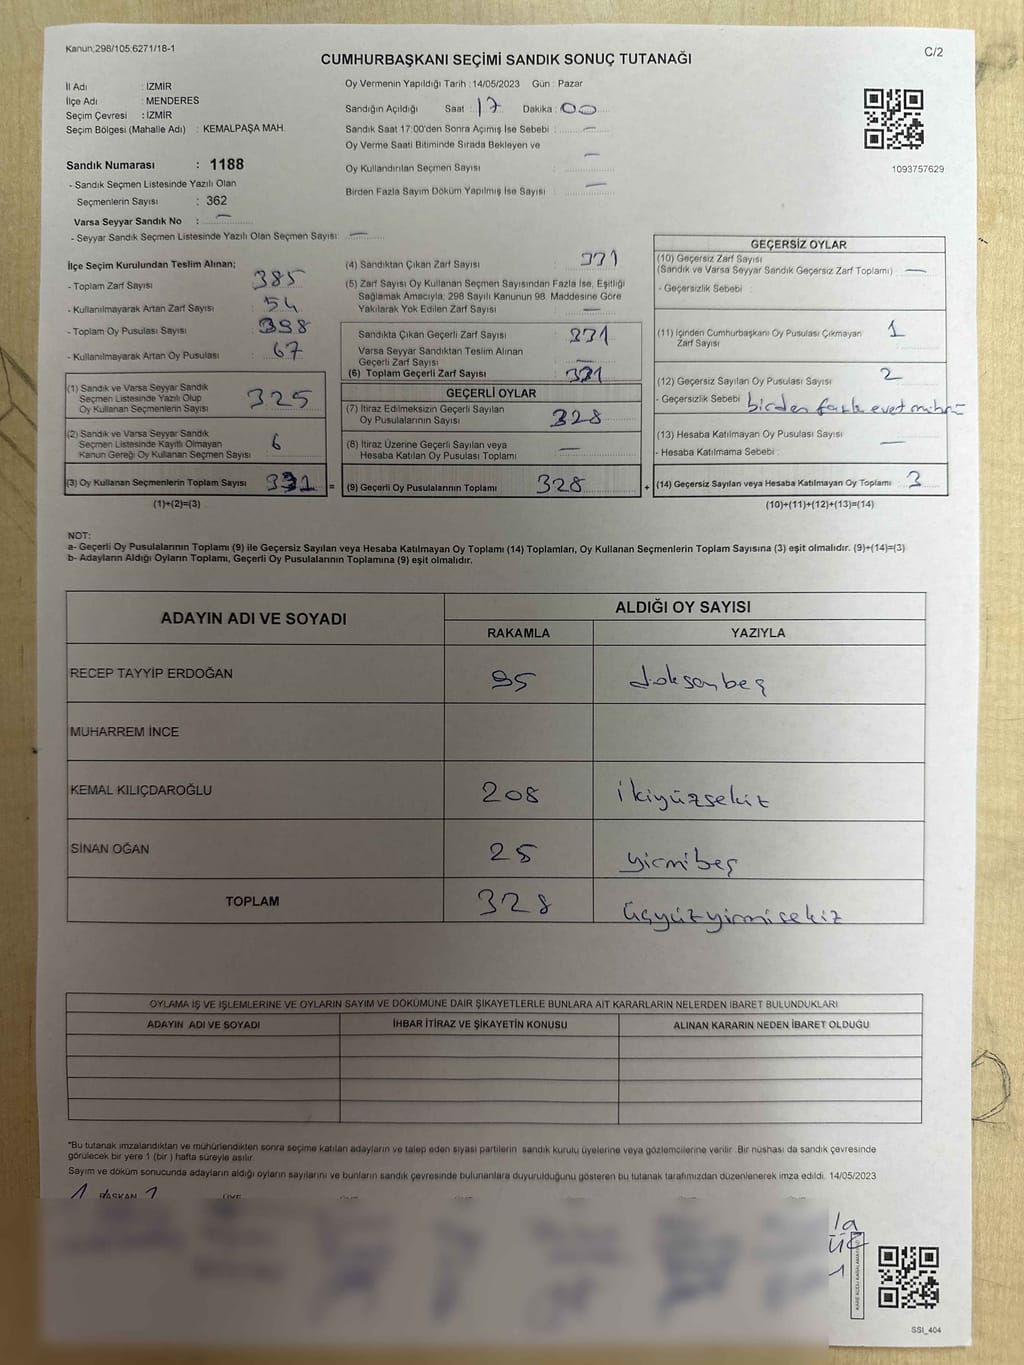 Kanun,298/105,6271/18-1
C/2
CUMHURBAŞKANI SEÇİMİ SANDIK SONUÇ TUTANAĞI
İl Adı : İZMİR
İlçe Adı : MENDERES
Seçim Çevresi : İZMİR
Seçim Bölgesi (Mahalle Adı) : KEMALPAŞA MAH.
Oy Vermenin Yapıldığı Tarih : 14/05/2023 Gün : Pazar
Sandığın Açıldığı Saat : 17 Dakika : 00
Sandık Saat 17:00'den Sonra Açımış İse Sebebi : —
Oy Verme Saati Bitiminde Sırada Bekleyen ve
Oy Kullandırılan Seçmen Sayısı : —
Birden Fazla Sayım Döküm Yapılmış İse Sayısı : —
1093757629
Sandık Numarası : 1188
- Sandık Seçmen Listesinde Yazılı Olan
Seçmenlerin Sayısı : 362
Varsa Seyyar Sandık No : —
- Seyyar Sandık Seçmen Listesinde Yazılı Olan Seçmen Sayısı: —
İlçe Seçim Kurulundan Teslim Alınan;
- Toplam Zarf Sayısı : 385
- Kullanılmayarak Artan Zarf Sayısı : 54
- Toplam Oy Pusulası Sayısı : 398
- Kullanılmayarak Artan Oy Pusulası : 67
(1) Sandık ve Varsa Seyyar Sandık
Seçmen Listesinde Yazılı Olup
Oy Kullanan Seçmenlerin Sayısı : 325
(2) Sandık ve Varsa Seyyar Sandık
Seçmen Listesinde Kayıtlı Olmayan
Kanun Gereği Oy Kullanan Seçmen Sayısı : 6
(3) Oy Kullanan Seçmenlerin Toplam Sayısı : 331 =
(1)+(2)=(3)
(4) Sandıktan Çıkan Zarf Sayısı : 331
(5) Zarf Sayısı Oy Kullanan Seçmen Sayısından Fazla İse, Eşitliği
Sağlamak Amacıyla; 298 Sayılı Kanunun 98. Maddesine Göre
Yakılarak Yok Edilen Zarf Sayısı : —
Sandıkta Çıkan Geçerli Zarf Sayısı : 331
Varsa Seyyar Sandıktan Teslim Alınan
Geçerli Zarf Sayısı : —
(6) Toplam Geçerli Zarf Sayısı : 331
GEÇERLİ OYLAR
(7) İtiraz Edilmeksizin Geçerli Sayılan
Oy Pusulalarının Sayısı : 328
(8) İtiraz Üzerine Geçerli Sayılan veya
Hesaba Katılan Oy Pusulası Toplamı : —
(9) Geçerli Oy Pusulalarının Toplamı : 328 +
GEÇERSİZ OYLAR
(10) Geçersiz Zarf Sayısı
(Sandık ve Varsa Seyyar Sandık Geçersiz Zarf Toplamı) : —
- Geçersizlik Sebebi :
(11) İçinden Cumhurbaşkanı Oy Pusulası Çıkmayan : 1
Zarf Sayısı
(12) Geçersiz Sayılan Oy Pusulası Sayısı : 2
- Geçersizlik Sebebi : birden fazla evet mührü
(13) Hesaba Katılmayan Oy Pusulası Sayısı : —
- Hesaba Katılmama Sebebi :
(14) Geçersiz Sayılan veya Hesaba Katılmayan Oy Toplamı : 3
(10)+(11)+(12)+(13)=(14)
NOT:
a- Geçerli Oy Pusulalarının Toplamı (9) ile Geçersiz Sayılan veya Hesaba Katılmayan Oy Toplamı (14) Toplamları, Oy Kullanan Seçmenlerin Toplam Sayısına (3) eşit olmalıdır. (9)+(14)=(3)
b- Adayların Aldığı Oyların Toplamı, Geçerli Oy Pusulalarının Toplamına (9) eşit olmalıdır.
ADAYIN ADI VE SOYADI ALDIĞI OY SAYISI
RAKAMLA YAZIYLA
RECEP TAYYİP ERDOĞAN 95 doksanbeş
MUHARREM İNCE
KEMAL KILIÇDAROĞLU 208 ikiyüzsekiz
SİNAN OĞAN 25 yirmibeş
TOPLAM 328 üçyüzyirmisekiz
OYLAMA İŞ VE İŞLEMLERİNE VE OYLARIN SAYIM VE DÖKÜMÜNE DAİR ŞİKAYETLERLE BUNLARA AİT KARARLARIN NELERDEN İBARET BULUNDUKLARI
ADAYIN ADI VE SOYADI İHBAR İTİRAZ VE ŞİKAYETİN KONUSU ALINAN KARARIN NEDEN İBARET OLDUĞU
*Bu tutanak imzalandıktan ve mühürlendikten sonra seçime katılan adayların ve talep eden siyasi partilerin sandık kurulu üyelerine veya gözlemcilerine verilir. Bir nüshası da sandık çevresinde
görülecek bir yere 1 (bir) hafta süreyle asılır.
Sayım ve döküm sonucunda adayların aldığı oyların sayılarını ve bunların sandık çevresinde bulunanlara duyurulduğunu gösteren bu tutanak tarafımızdan düzenlenerek imza edildi. 14/05/2023
BAŞKAN ÜYE
SSI_404